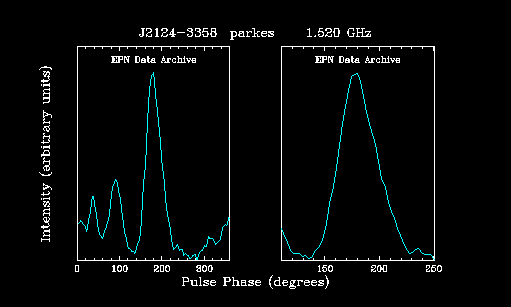 J2124-3358 parkes 1.520 GHz
EPN Data Archive EPN Data Archive
Intensity (arbitrary units)
0 100 200 300 150 200 250
Pulse Phase (degrees)